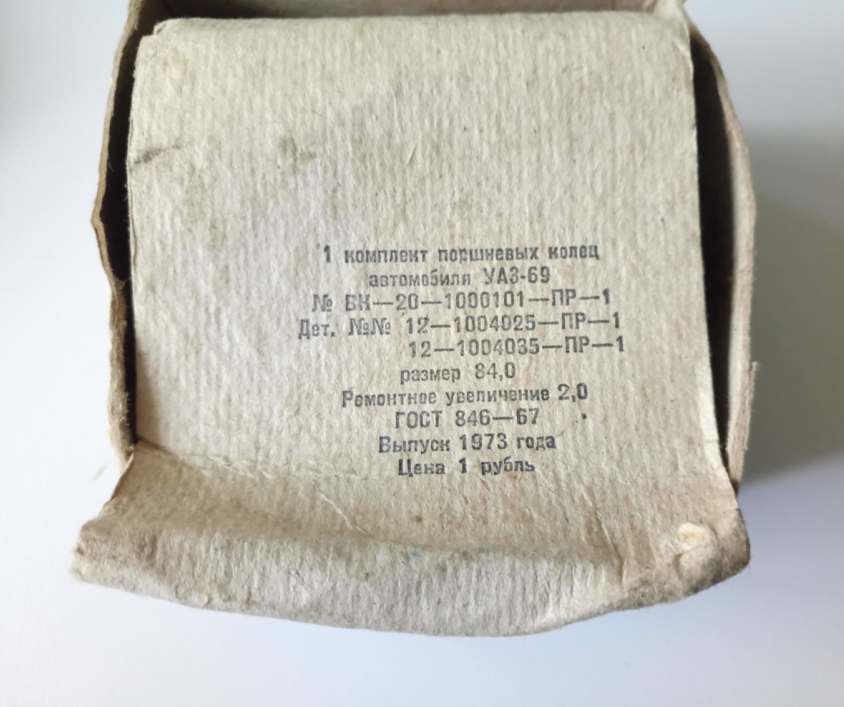 1 комплект поршневых колец
автомобиля УАЗ-69
№ ВК—20—1000101—ПР—1
Дет. №№ 12—1004025—ПР—1
12—1004035—ПР—1
размер 84,0
Ремонтное увеличение 2,0
ГОСТ 846—67
Выпуск 1973 года
Цена 1 рубль